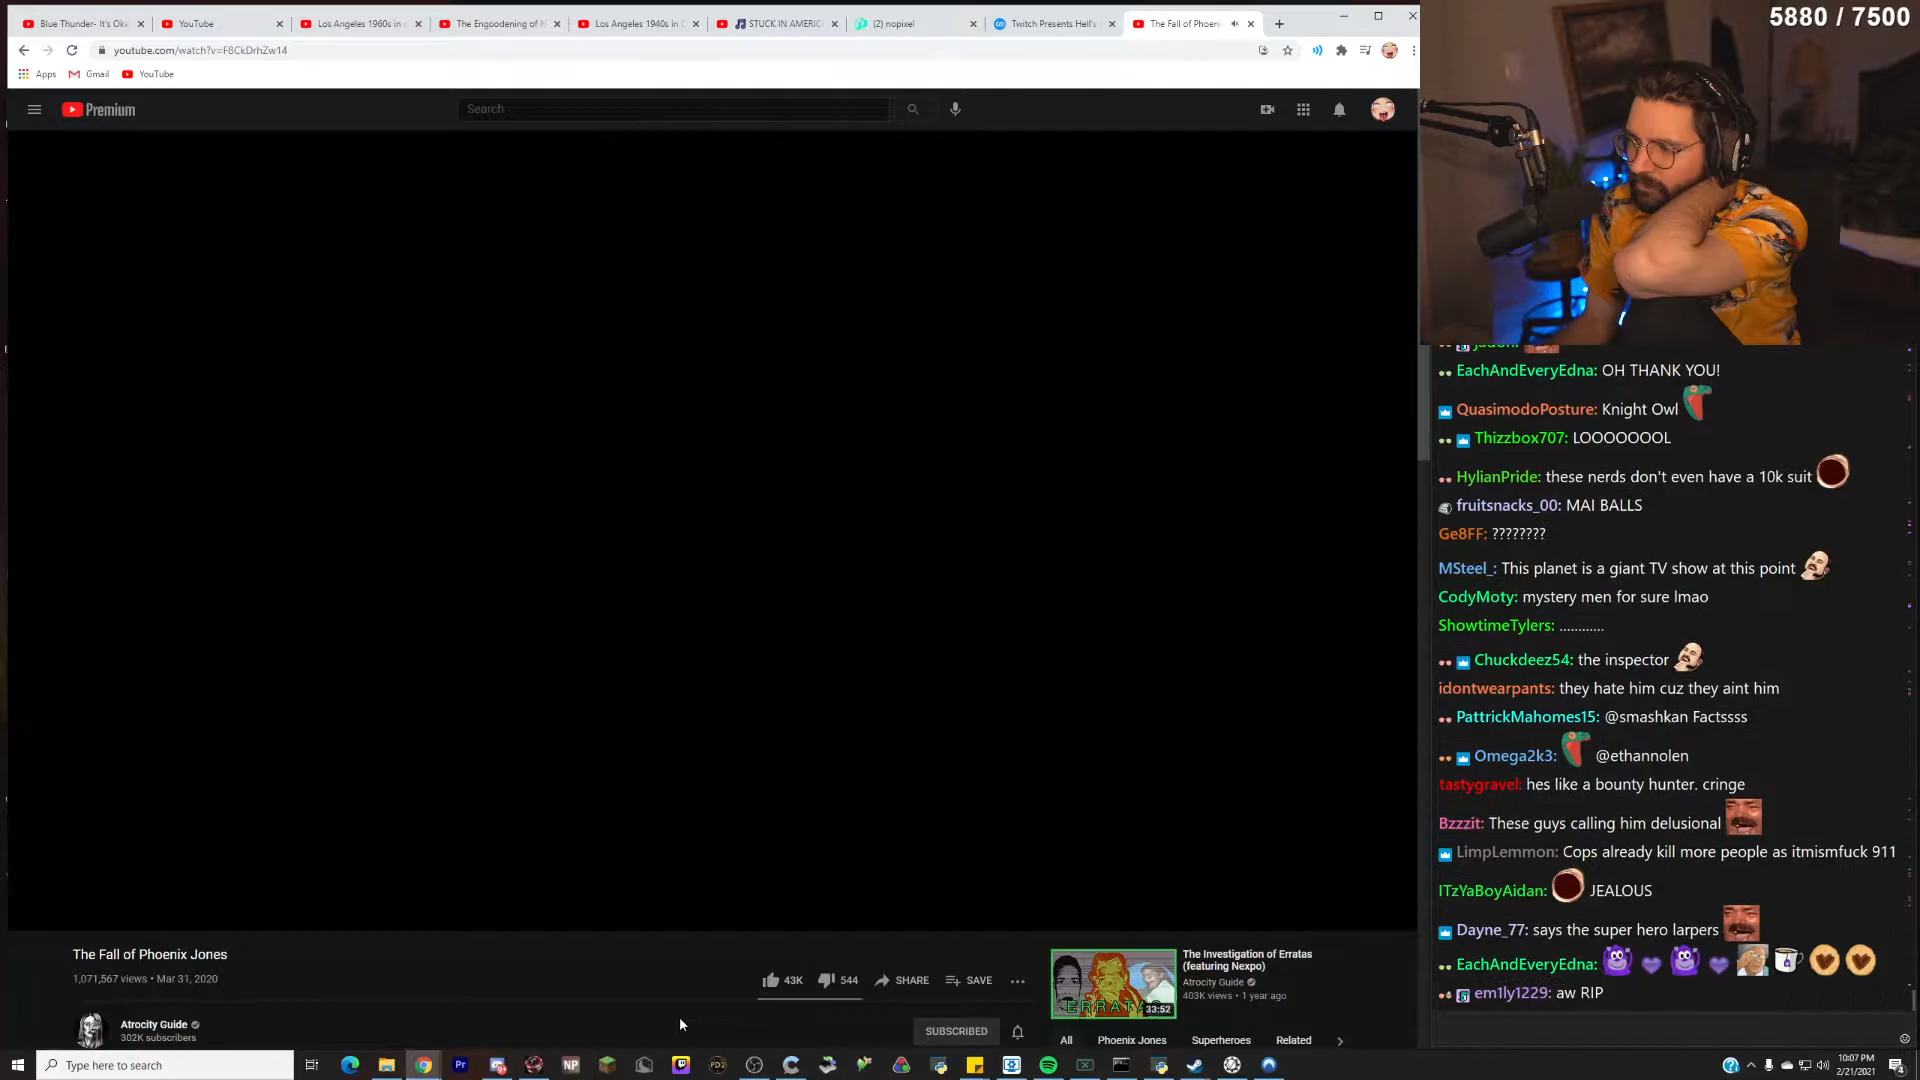 Blue Thunder- It's Oka
YouTube
Los Angeles 1960s in c
The Engoodening of
Los Angeles 1940s in C
STUCK IN AMERICA
(2) nopixel
Twitch Presents Hell's
The Fall of Phoenix
youtube.com/watch?v=F8CkDrhZw14
Apps
Gmail
YouTube
Premium
Search
5880 / 7500
EachAndEveryEdna: OH THANK YOU!
QuasimodoPosture: Knight Owl
Thizzbox707: LOOOOOOOL
HylianPride: these nerds don't even have a 10k suit
fruitsnacks_00: MAI BALLS
Ge8FF: ????????
MSteel_: This planet is a giant TV show at this point
CodyMoty: mystery men for sure lmao
ShowtimeTylers: ............
Chuckdeez54: the inspector
idontwearpants: they hate him cuz they aint him
PattrickMahomes15: @smashkan Factssss
Omega2k3: @ethannolen
tastygravel: hes like a bounty hunter. cringe
Bzzzit: These guys calling him delusional
LimpLemmon: Cops already kill more people as itmismfuck 911
ITzYaBoyAidan: JEALOUS
Dayne_77: says the super hero larpers
EachAndEveryEdna:
em1ly1229: aw RIP
The Fall of Phoenix Jones
1,071,567 views • Mar 31, 2020
43K
544
SHARE
SAVE
Atrocity Guide
302K subscribers
SUBSCRIBED
33:52
The Investigation of Erratas
(featuring Nexpo)
Atrocity Guide
403K views • 1 year ago
All
Phoenix Jones
Superheroes
Related
Type here to search
Pr
NP
PD2
10:07 PM
2/21/2021